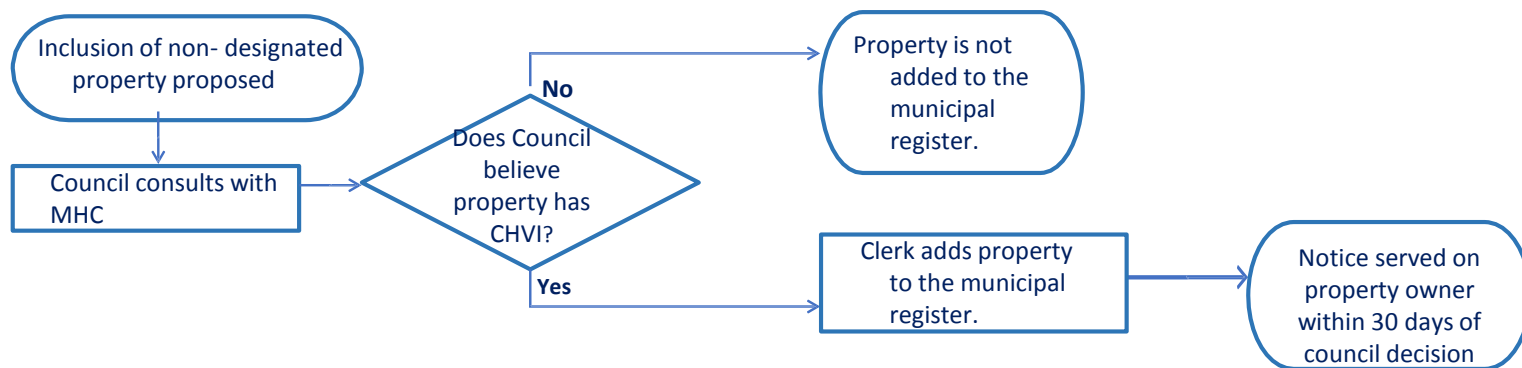 Inclusion of non- designated
property proposed
Council consults with
MHC
No
Does Council
believe
property has
CHVI?
Yes
Property is not
added to the
municipal
register.
Clerk adds property
to the municipal
register.
Notice served on
property owner
within 30 days of
council decision